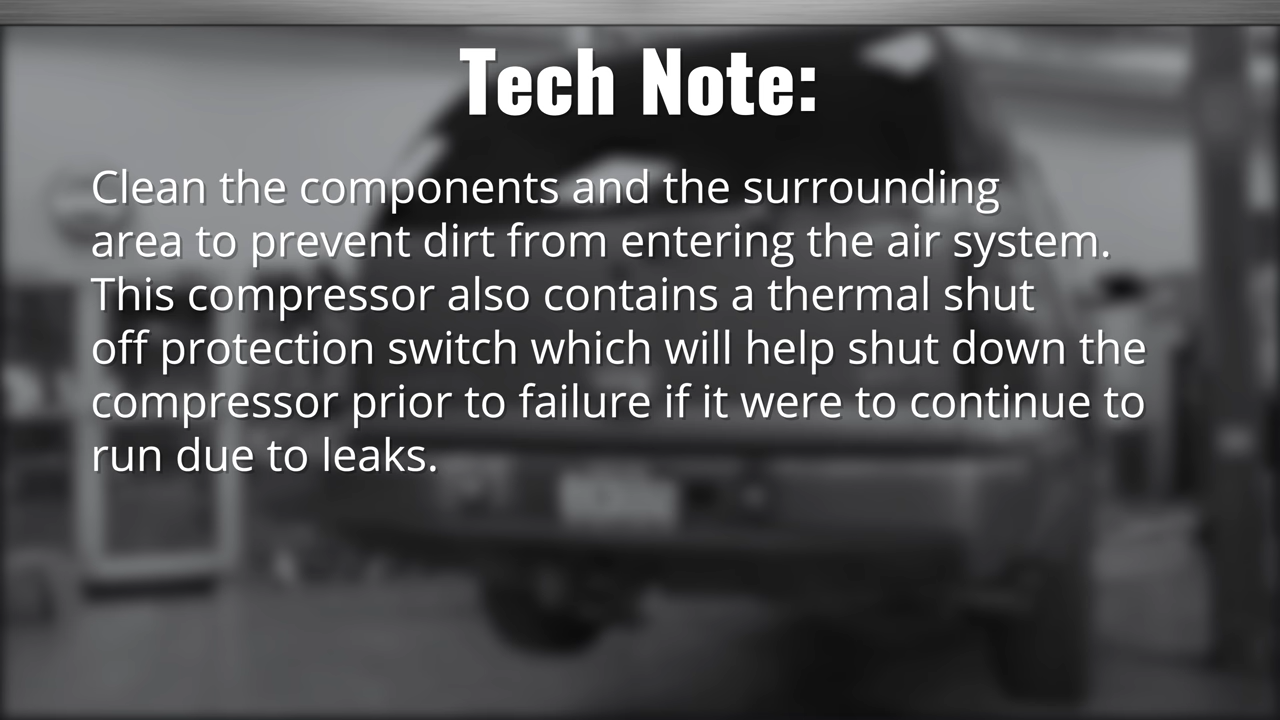 Tech Note:
Clean the components and the surrounding
area to prevent dirt from entering the air system.
This compressor also contains a thermal shut
off protection switch which will help shut down the
compressor prior to failure if it were to continue to
run due to leaks.